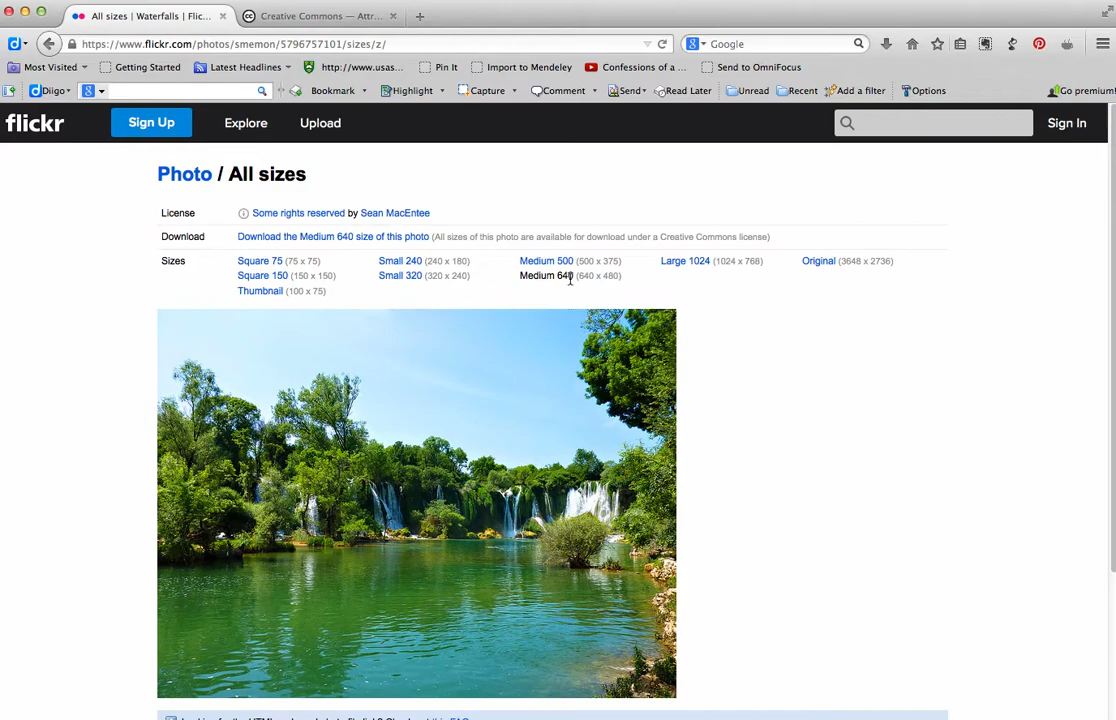 All sizes | Waterfalls | Flic... × Creative Commons — Attr... × +
https://www.flickr.com/photos/smemon/5796757101/sizes/z/ Google
Most Visited Getting Started Latest Headlines http://www.usas... Pin It Import to Mendeley Confessions of a ... Send to OmniFocus
Diigo Bookmark Highlight Capture Comment Send Read Later Unread Recent Add a filter Options Go premium!
flickr Sign Up Explore Upload Sign In
Photo / All sizes
License Some rights reserved by Sean MacEntee
Download Download the Medium 640 size of this photo (All sizes of this photo are available for download under a Creative Commons license)
Sizes Square 75 (75 x 75) Small 240 (240 x 180) Medium 500 (500 x 375) Large 1024 (1024 x 768) Original (3648 x 2736)
Square 150 (150 x 150) Small 320 (320 x 240) Medium 640 (640 x 480)
Thumbnail (100 x 75)